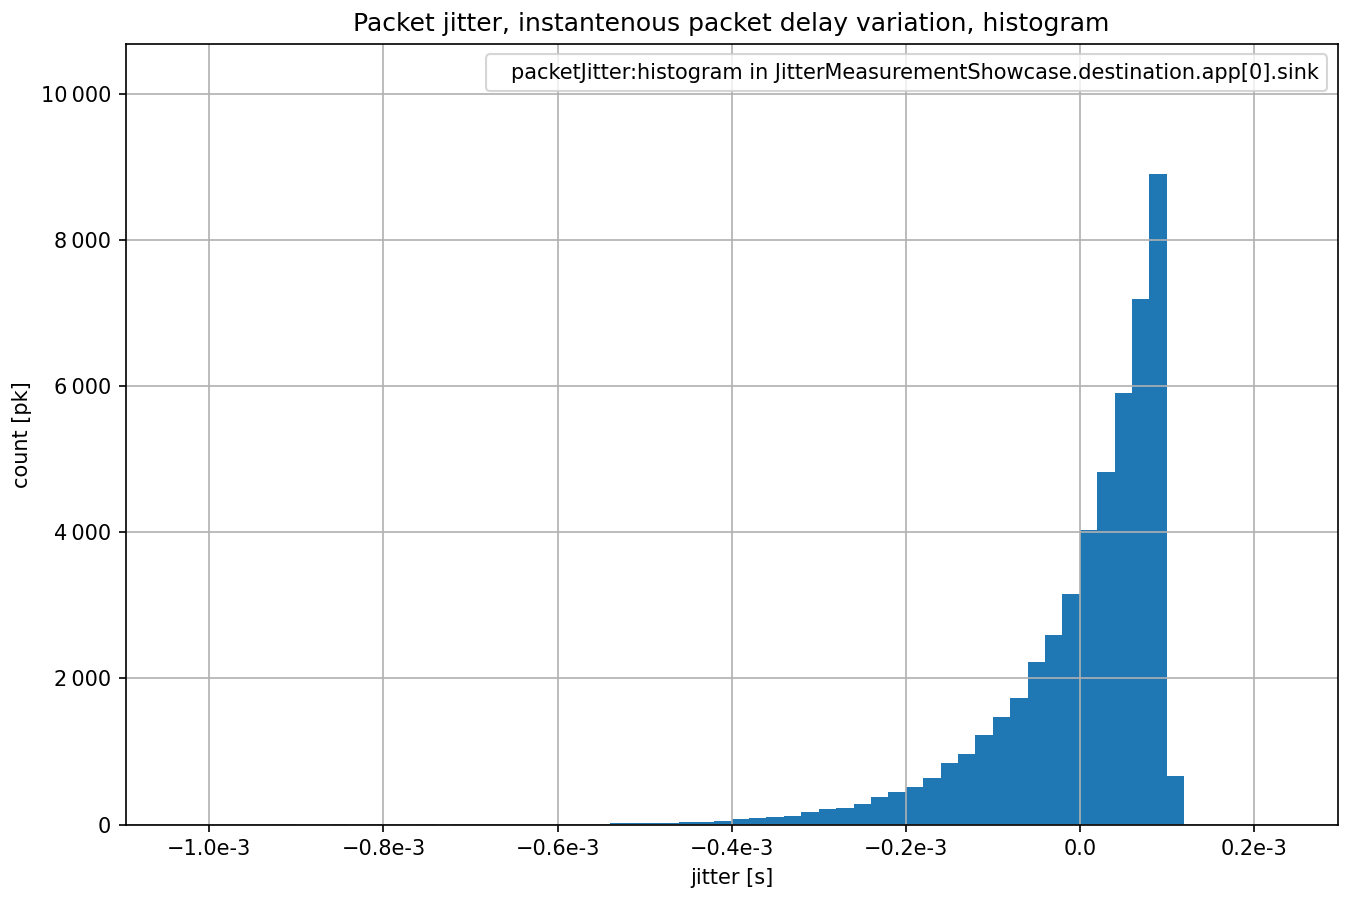 Packet jitter, instantenous packet delay variation, histogram
packetJitter:histogram in JitterMeasurementShowcase.destination.app[0].sink
10 000
8 000
6 000
4 000
2 000
0
count [pk]
−1.0e-3 −0.8e-3 −0.6e-3 −0.4e-3 −0.2e-3 0.0 0.2e-3
jitter [s]